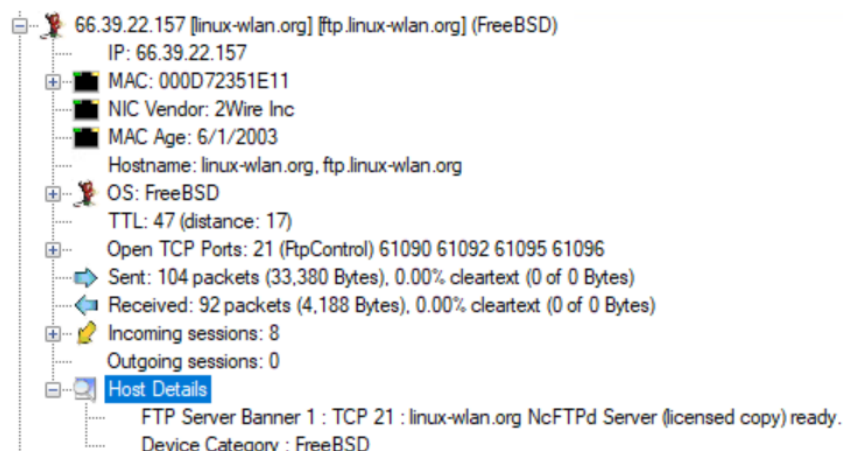 66.39.22.157 [linux-wlan.org] [ftp.linux-wlan.org] (FreeBSD)
IP: 66.39.22.157
MAC: 000D72351E11
NIC Vendor: 2Wire Inc
MAC Age: 6/1/2003
Hostname: linux-wlan.org, ftp.linux-wlan.org
OS: FreeBSD
TTL: 47 (distance: 17)
Open TCP Ports: 21 (FtpControl) 61090 61092 61095 61096
Sent: 104 packets (33,380 Bytes), 0.00% cleartext (0 of 0 Bytes)
Received: 92 packets (4,188 Bytes), 0.00% cleartext (0 of 0 Bytes)
Incoming sessions: 8
Outgoing sessions: 0
Host Details
FTP Server Banner 1 : TCP 21 : linux-wlan.org NcFTPd Server (licensed copy) ready.
Device Category : FreeBSD